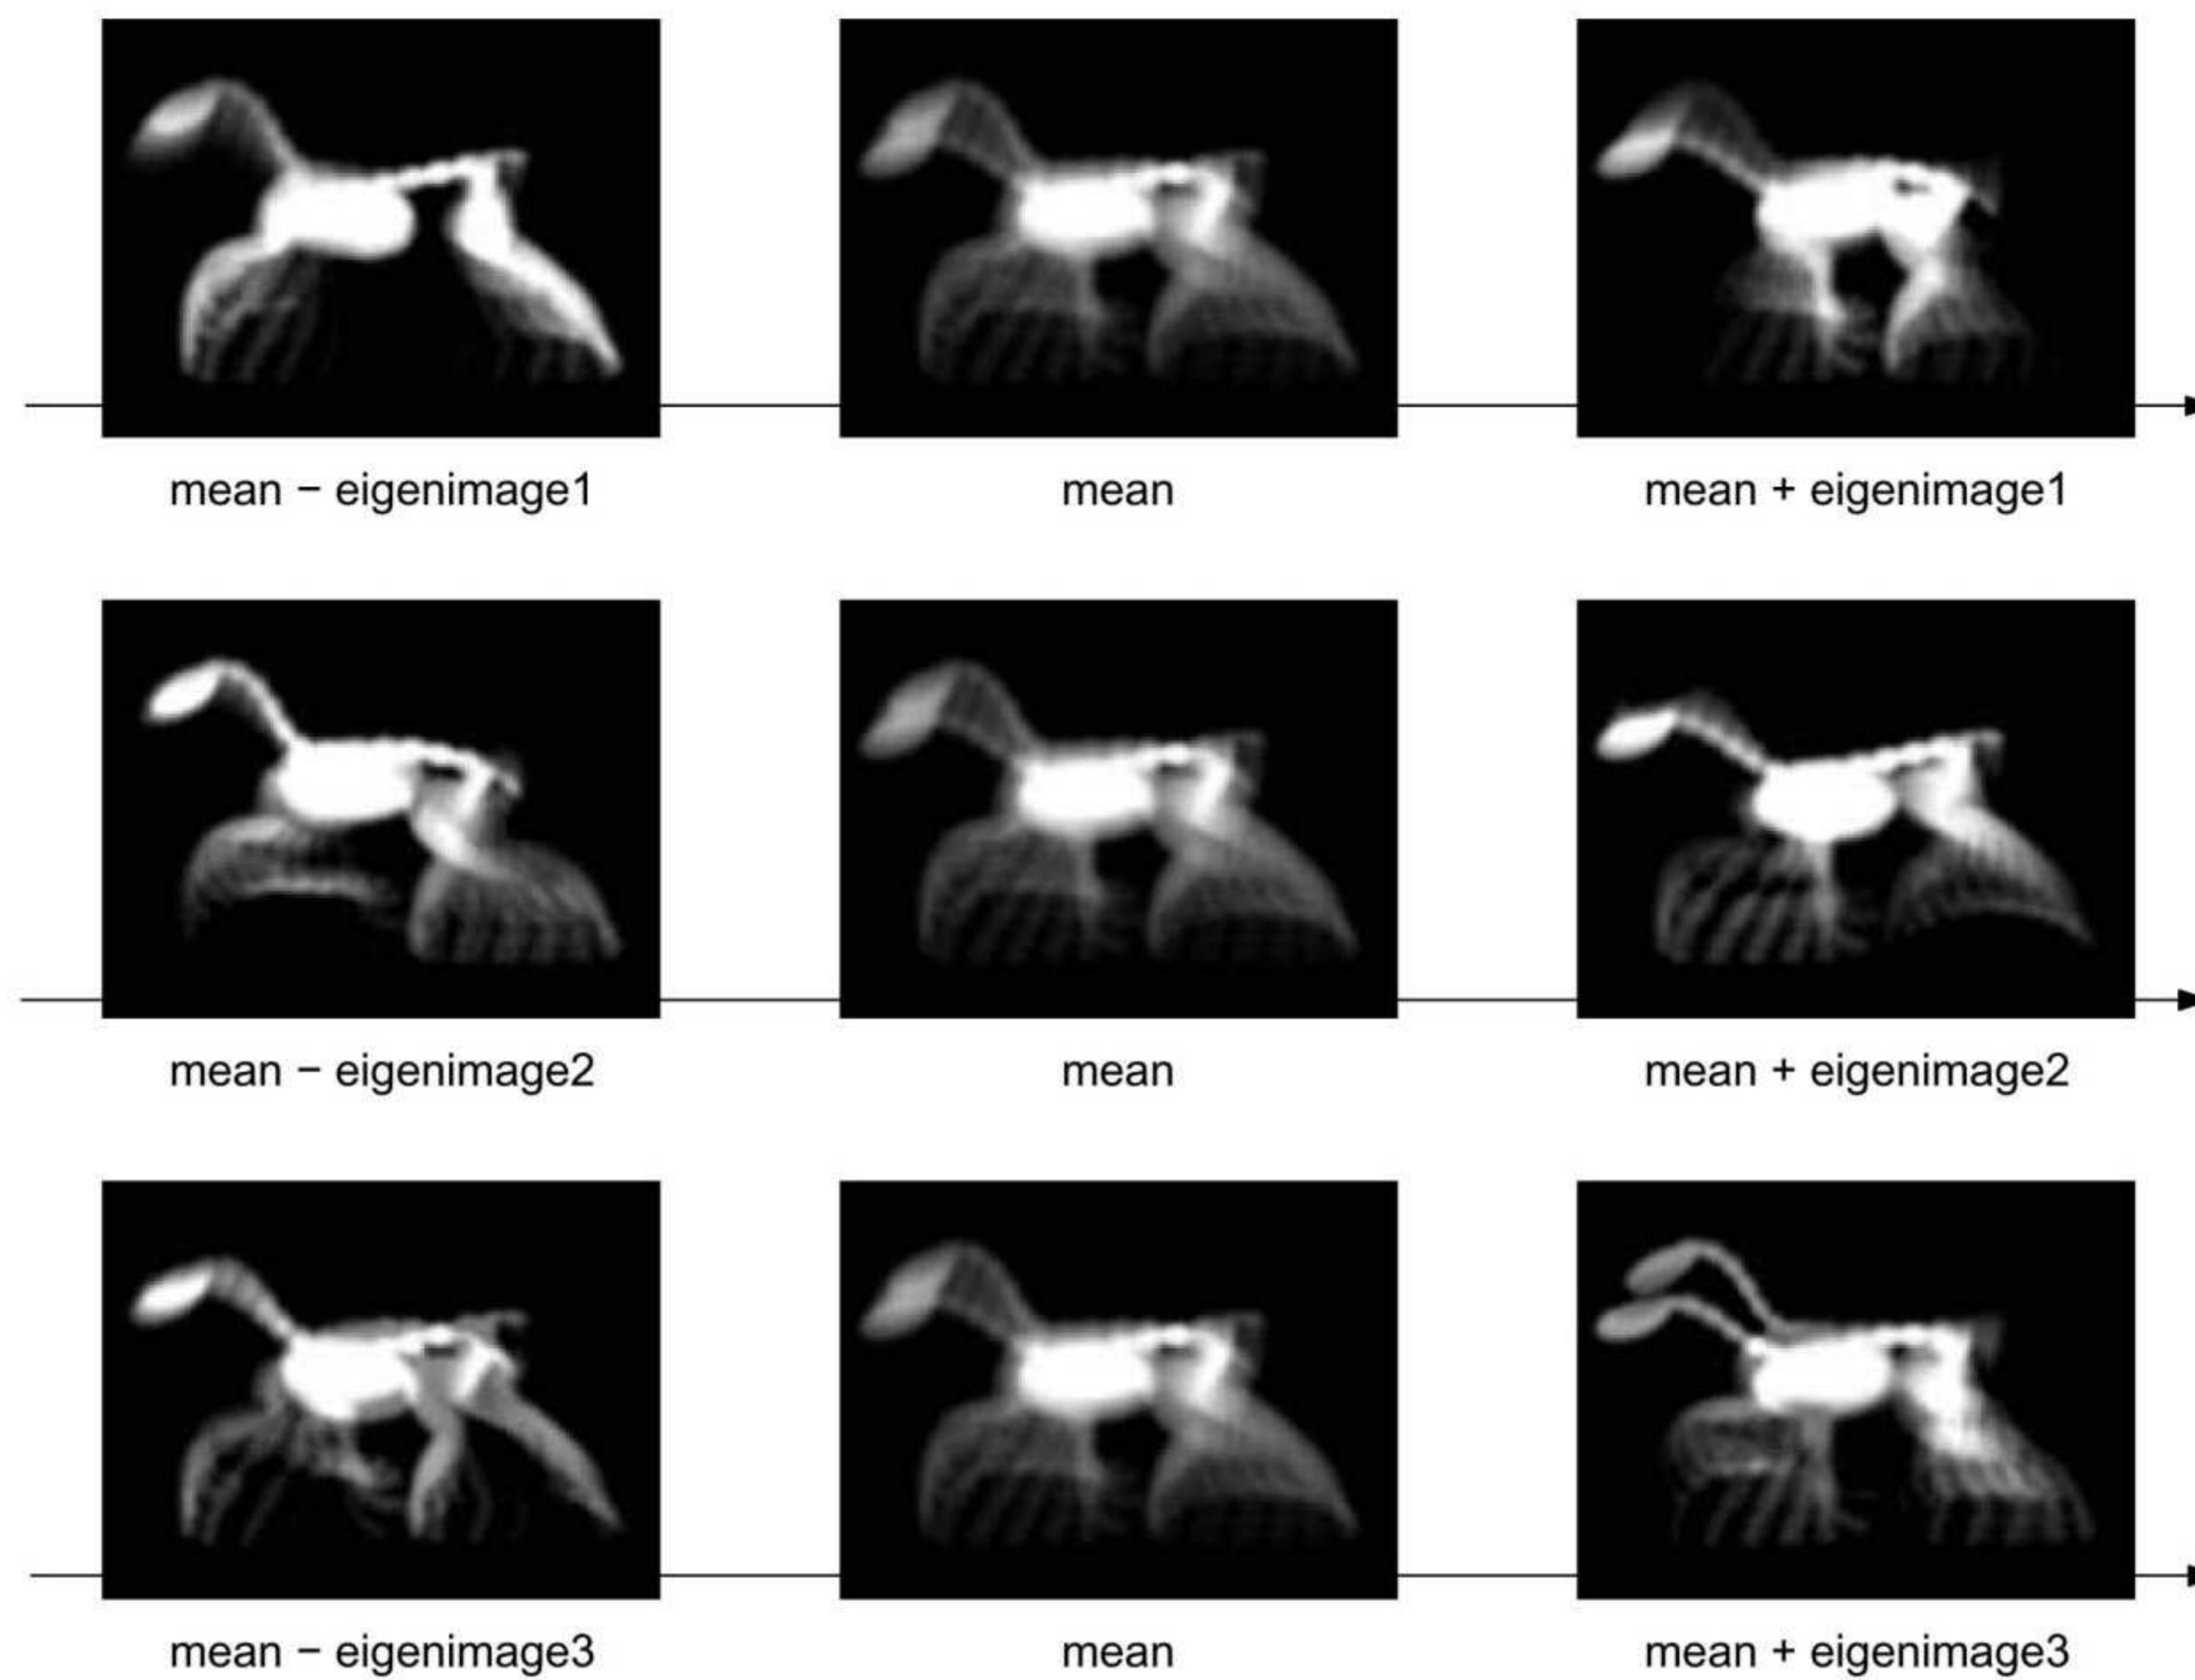 mean − eigenimage1
mean
mean + eigenimage1
mean − eigenimage2
mean
mean + eigenimage2
mean − eigenimage3
mean
mean + eigenimage3